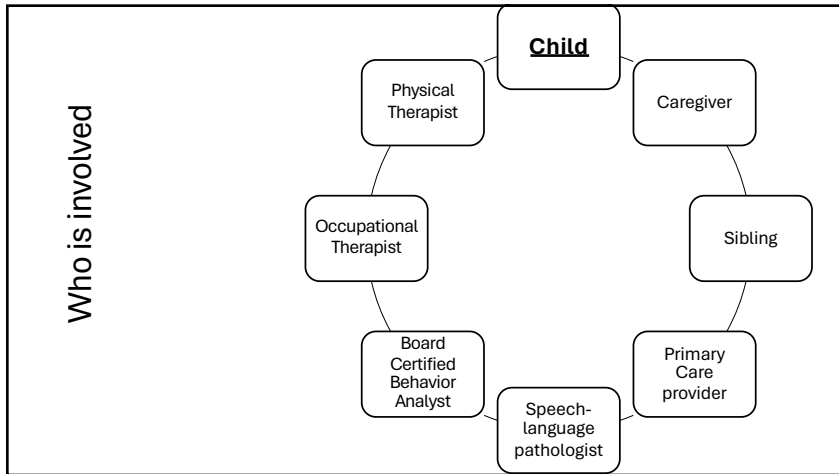 Who is involved
Child
Caregiver
Sibling
Primary
Care
provider
Speech-
language
pathologist
Board
Certified
Behavior
Analyst
Occupational
Therapist
Physical
Therapist